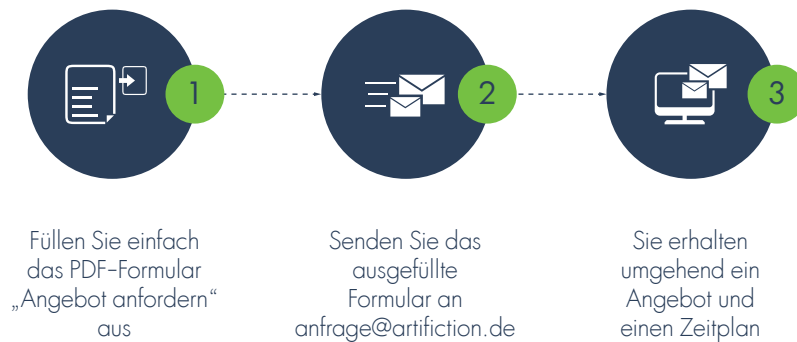 1
2
3
Füllen Sie einfach
das PDF-Formular
„Angebot anfordern“
aus
Senden Sie das
ausgefüllte
Formular an
anfrage@artifiction.de
Sie erhalten
umgehend ein
Angebot und
einen Zeitplan